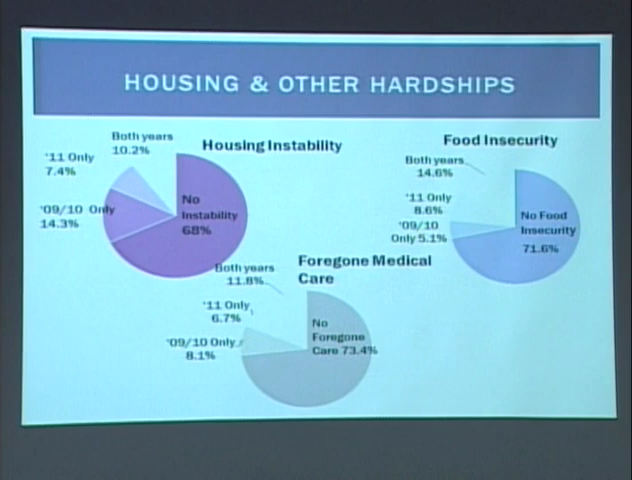 HOUSING & OTHER HARDSHIPS
Housing Instability
Both years
10.2%
'11 Only
7.4%
'09/10 Only
14.3%
No
Instability
68%
Food Insecurity
Both years
14.6%
'11 Only
8.6%
'09/10
Only 5.1%
No Food
Insecurity
71.6%
Foregone Medical
Care
Both years
11.8%
'11 Only
6.7%
'09/10 Only
8.1%
No
Foregone
Care 73.4%